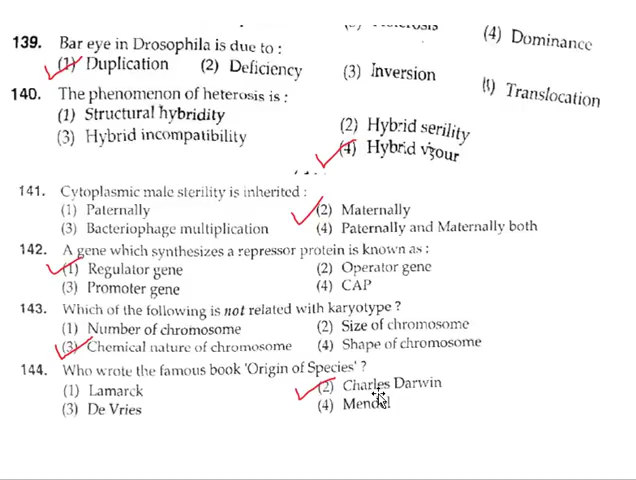 (4) Dominance
139. Bar eye in Drosophila is due to :
(1) Duplication (2) Deficiency (3) Inversion (4) Translocation
140. The phenomenon of heterosis is :
(1) Structural hybridity (2) Hybrid serility
(3) Hybrid incompatibility (4) Hybrid vigour
141. Cytoplasmic male sterility is inherited :
(1) Paternally (2) Maternally
(3) Bacteriophage multiplication (4) Paternally and Maternally both
142. A gene which synthesizes a repressor protein is known as :
(1) Regulator gene (2) Operator gene
(3) Promoter gene (4) CAP
143. Which of the following is not related with karyotype ?
(1) Number of chromosome (2) Size of chromosome
(3) Chemical nature of chromosome (4) Shape of chromosome
144. Who wrote the famous book 'Origin of Species' ?
(1) Lamarck (2) Charles Darwin
(3) De Vries (4) Mendel